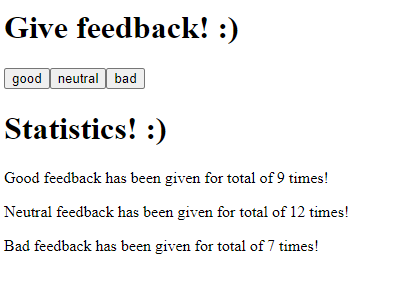 Give feedback! :)
good neutral bad
Statistics! :)
Good feedback has been given for total of 9 times!
Neutral feedback has been given for total of 12 times!
Bad feedback has been given for total of 7 times!